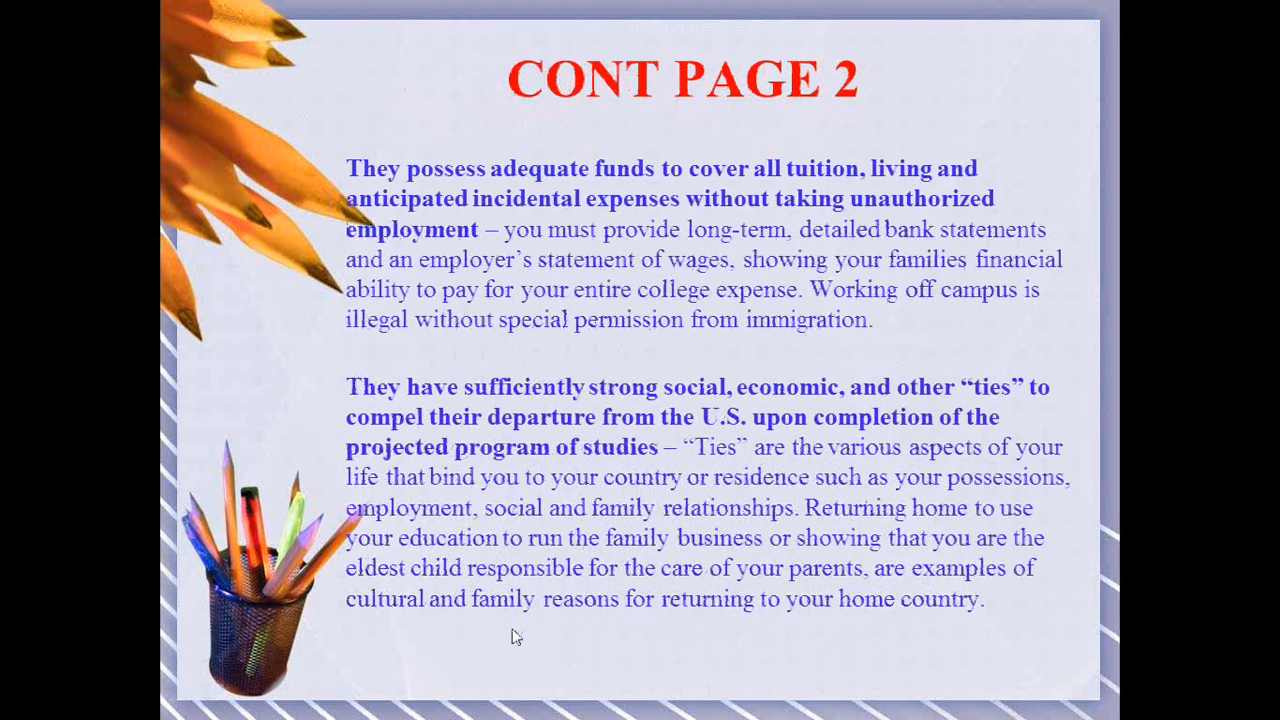 CONT PAGE 2
They possess adequate funds to cover all tuition, living and
anticipated incidental expenses without taking unauthorized
employment – you must provide long-term, detailed bank statements
and an employer’s statement of wages, showing your families financial
ability to pay for your entire college expense. Working off campus is
illegal without special permission from immigration.
They have sufficiently strong social, economic, and other “ties” to
compel their departure from the U.S. upon completion of the
projected program of studies – “Ties” are the various aspects of your
life that bind you to your country or residence such as your possessions,
employment, social and family relationships. Returning home to use
your education to run the family business or showing that you are the
eldest child responsible for the care of your parents, are examples of
cultural and family reasons for returning to your home country.